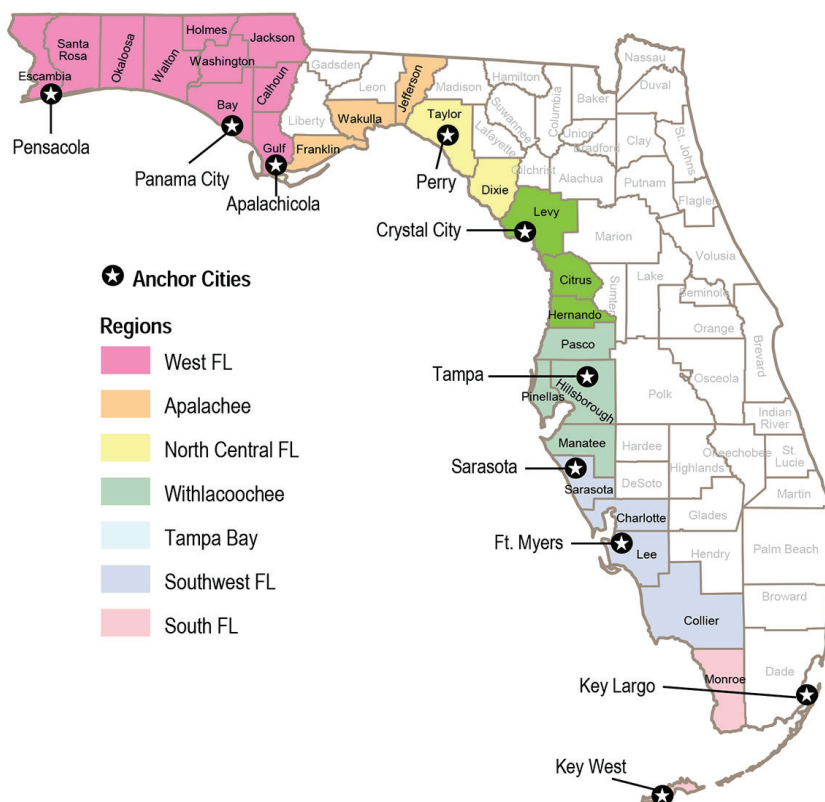 Holmes
Jackson
Santa
Rosa
Okaloosa
Walton
Washington
Calhoun
Escambia
Bay
Gulf
Gadsden
Leon
Liberty
Wakulla
Franklin
Jefferson
Madison
Hamilton
Taylor
Suwannee
Lafayette
Columbia
Baker
Nassau
Duval
Union
Bradford
Clay
St. Johns
Gilchrist
Alachua
Putnam
Flagler
Dixie
Levy
Marion
Volusia
Pensacola
Panama City
Apalachicola
Perry
Crystal City
Citrus
Hernando
Sumter
Lake
Seminole
Orange
Brevard
Pasco
Pinellas
Hillsborough
Polk
Osceola
Indian
River
Tampa
Manatee
Hardee
Highlands
Okeechobee
St.
Lucie
Sarasota
Sarasota
DeSoto
Martin
Charlotte
Glades
Ft. Myers
Lee
Hendry
Palm Beach
Collier
Broward
Monroe
Dade
Key Largo
Key West
Anchor Cities
Regions
West FL
Apalachee
North Central FL
Withlacoochee
Tampa Bay
Southwest FL
South FL